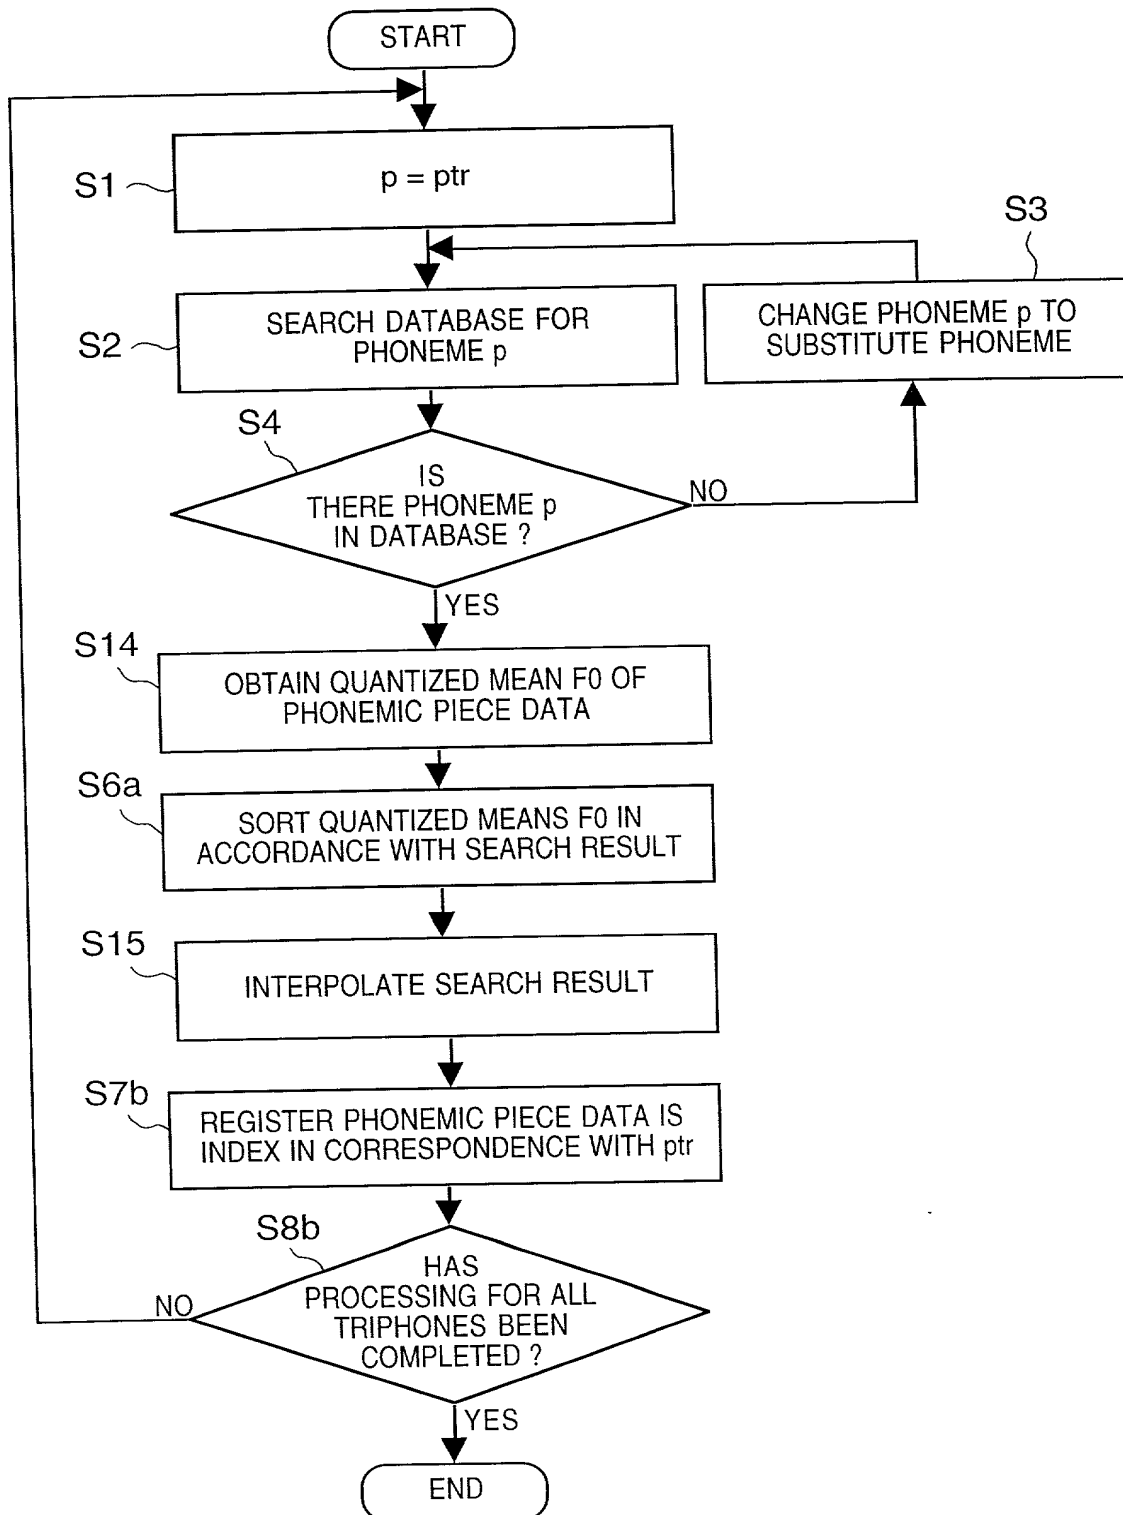 START
S1
p = ptr
S3
S2
SEARCH DATABASE FOR
PHONEME p
CHANGE PHONEME p TO
SUBSTITUTE PHONEME
S4
IS
THERE PHONEME p
IN DATABASE ?
NO
YES
S14
OBTAIN QUANTIZED MEAN F0 OF
PHONEMIC PIECE DATA
S6a
SORT QUANTIZED MEANS F0 IN
ACCORDANCE WITH SEARCH RESULT
S15
INTERPOLATE SEARCH RESULT
S7b
REGISTER PHONEMIC PIECE DATA IS
INDEX IN CORRESPONDENCE WITH ptr
S8b
HAS
PROCESSING FOR ALL
TRIPHONES BEEN
COMPLETED ?
NO
YES
END